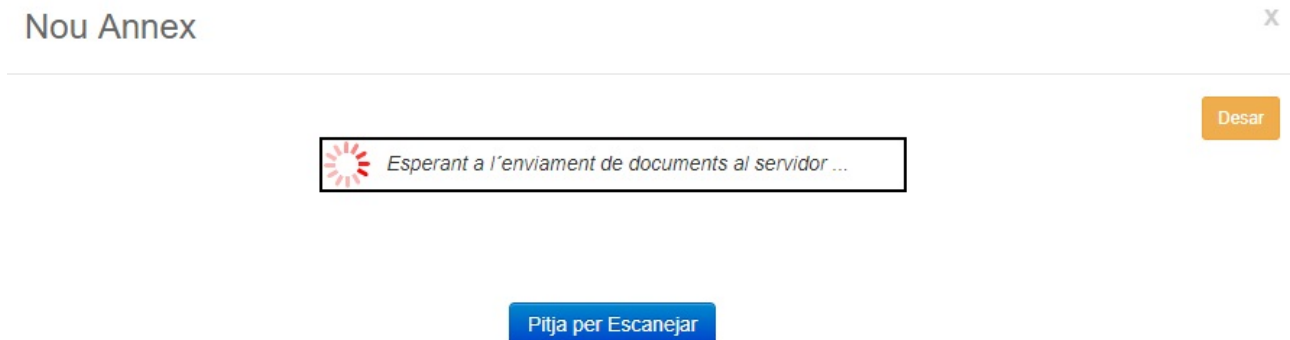 Nou Annex
x
Desar
Esperant a l´enviament de documents al servidor ...
Pitja per Escanejar